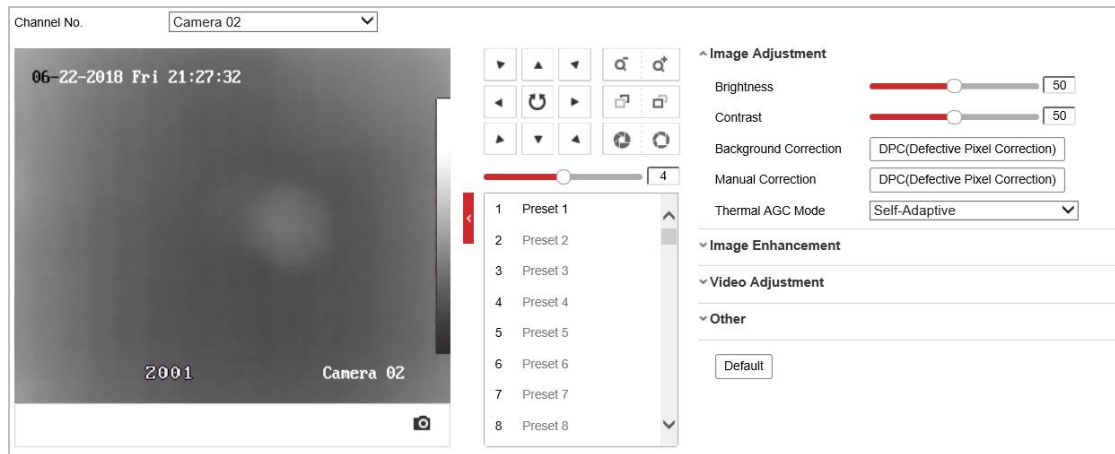 Channel No. Camera 02
06-22-2018 Fri 21:27:32
Z001 Camera 02
4
1 Preset 1
2 Preset 2
3 Preset 3
4 Preset 4
5 Preset 5
6 Preset 6
7 Preset 7
8 Preset 8
Image Adjustment
Brightness 50
Contrast 50
Background Correction DPC(Defective Pixel Correction)
Manual Correction DPC(Defective Pixel Correction)
Thermal AGC Mode Self-Adaptive
Image Enhancement
Video Adjustment
Other
Default